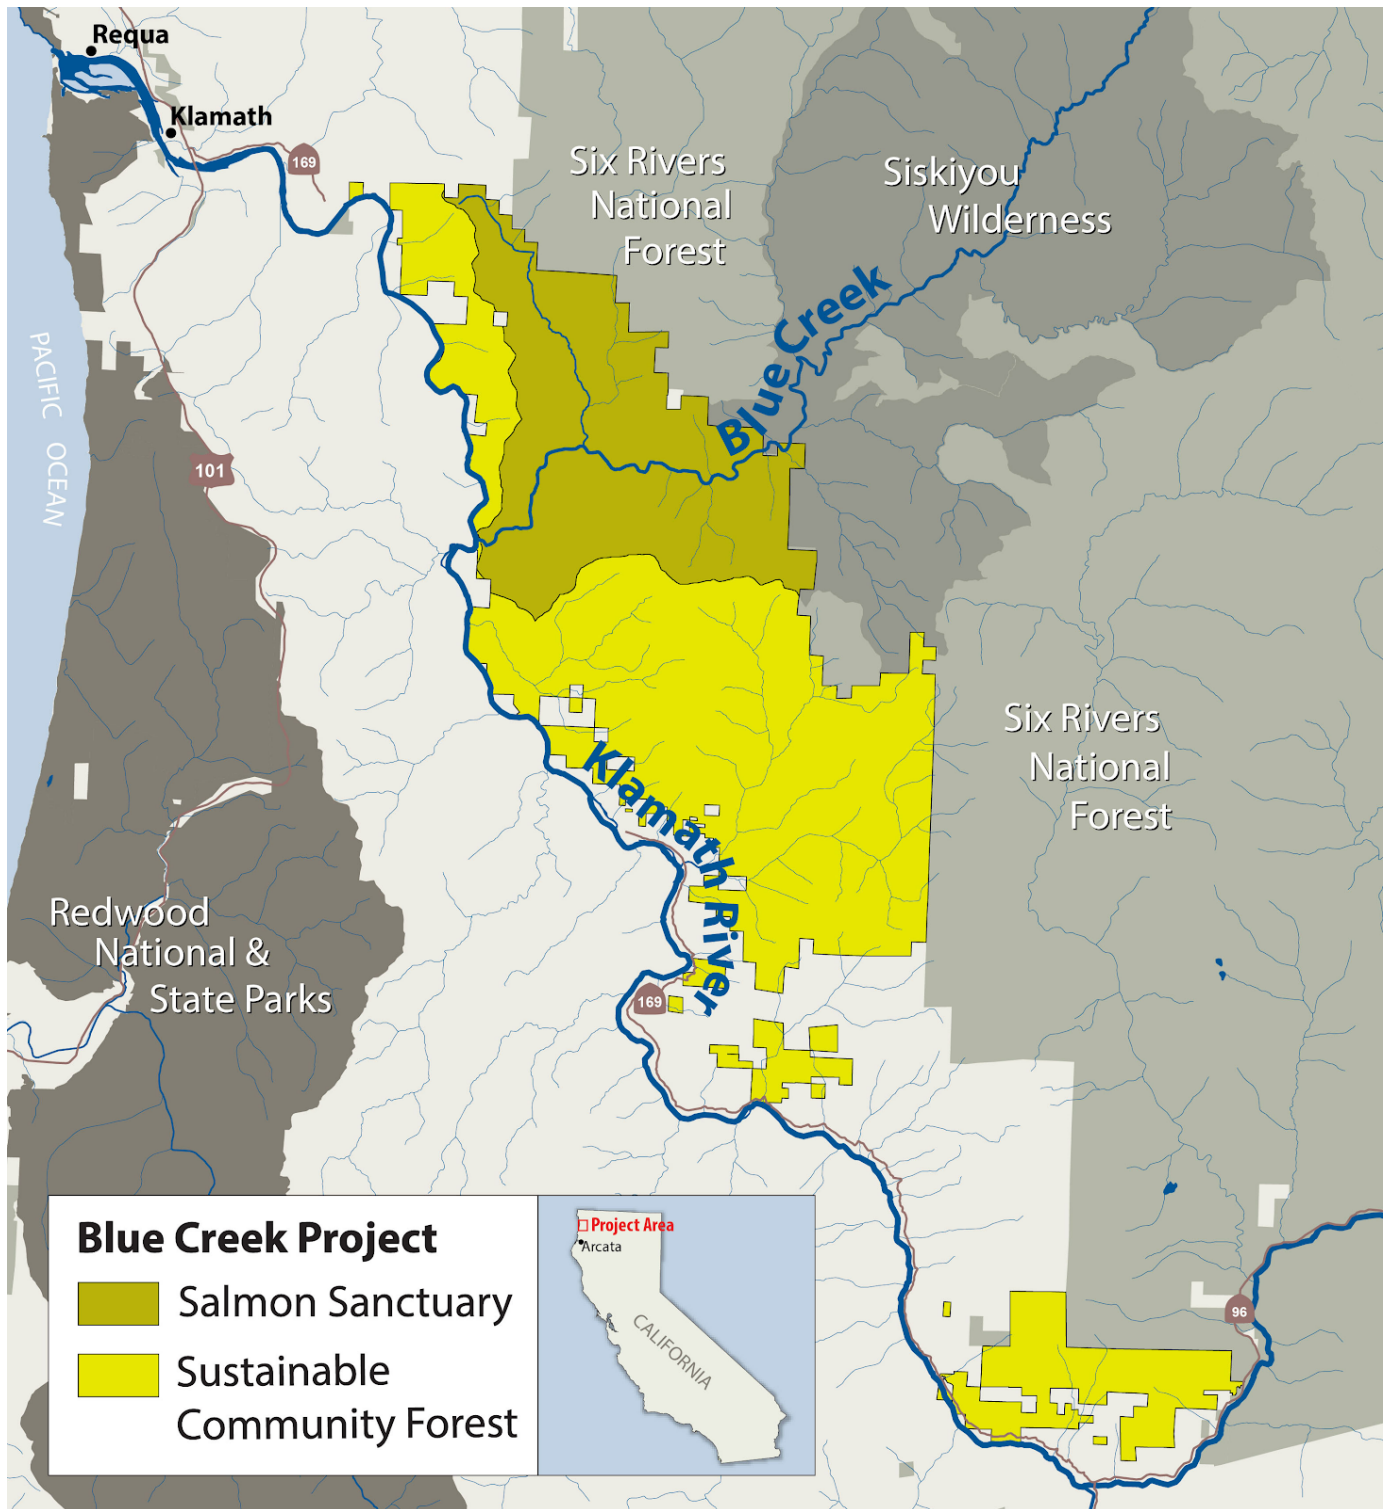 Requa
Klamath
169
Six Rivers
National
Forest
Siskiyou
Wilderness
Blue Creek
PACIFIC OCEAN
101
Six Rivers
National
Forest
Klamath River
Redwood
National &
State Parks
169
96
Blue Creek Project
Salmon Sanctuary
Sustainable
Community Forest
Project Area
Arcata
CALIFORNIA